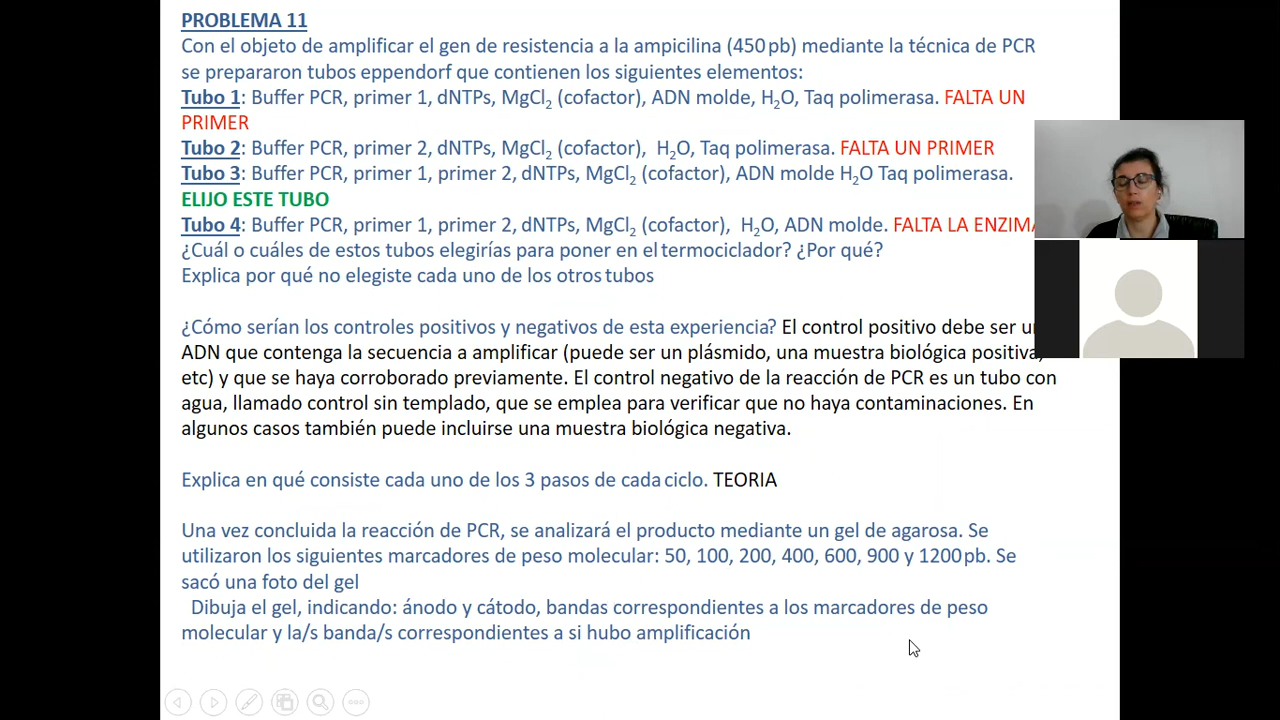 PROBLEMA 11
Con el objeto de amplificar el gen de resistencia a la ampicilina (450 pb) mediante la técnica de PCR
se prepararon tubos eppendorf que contienen los siguientes elementos:
Tubo 1: Buffer PCR, primer 1, dNTPs, MgCl2 (cofactor), ADN molde, H2O, Taq polimerasa. FALTA UN
PRIMER
Tubo 2: Buffer PCR, primer 2, dNTPs, MgCl2 (cofactor), H2O, Taq polimerasa. FALTA UN PRIMER
Tubo 3: Buffer PCR, primer 1, primer 2, dNTPs, MgCl2 (cofactor), ADN molde H2O Taq polimerasa.
ELIJO ESTE TUBO
Tubo 4: Buffer PCR, primer 1, primer 2, dNTPs, MgCl2 (cofactor), H2O, ADN molde. FALTA LA ENZIMA
¿Cuál o cuáles de estos tubos elegirías para poner en el termociclador? ¿Por qué?
Explica por qué no elegiste cada uno de los otros tubos
¿Cómo serían los controles positivos y negativos de esta experiencia? El control positivo debe ser un
ADN que contenga la secuencia a amplificar (puede ser un plásmido, una muestra biológica positiva,
etc) y que se haya corroborado previamente. El control negativo de la reacción de PCR es un tubo con
agua, llamado control sin templado, que se emplea para verificar que no haya contaminaciones. En
algunos casos también puede incluirse una muestra biológica negativa.
Explica en qué consiste cada uno de los 3 pasos de cada ciclo. TEORIA
Una vez concluida la reacción de PCR, se analizará el producto mediante un gel de agarosa. Se
utilizaron los siguientes marcadores de peso molecular: 50, 100, 200, 400, 600, 900 y 1200 pb. Se
sacó una foto del gel
Dibuja el gel, indicando: ánodo y cátodo, bandas correspondientes a los marcadores de peso
molecular y la/s banda/s correspondientes a si hubo amplificación